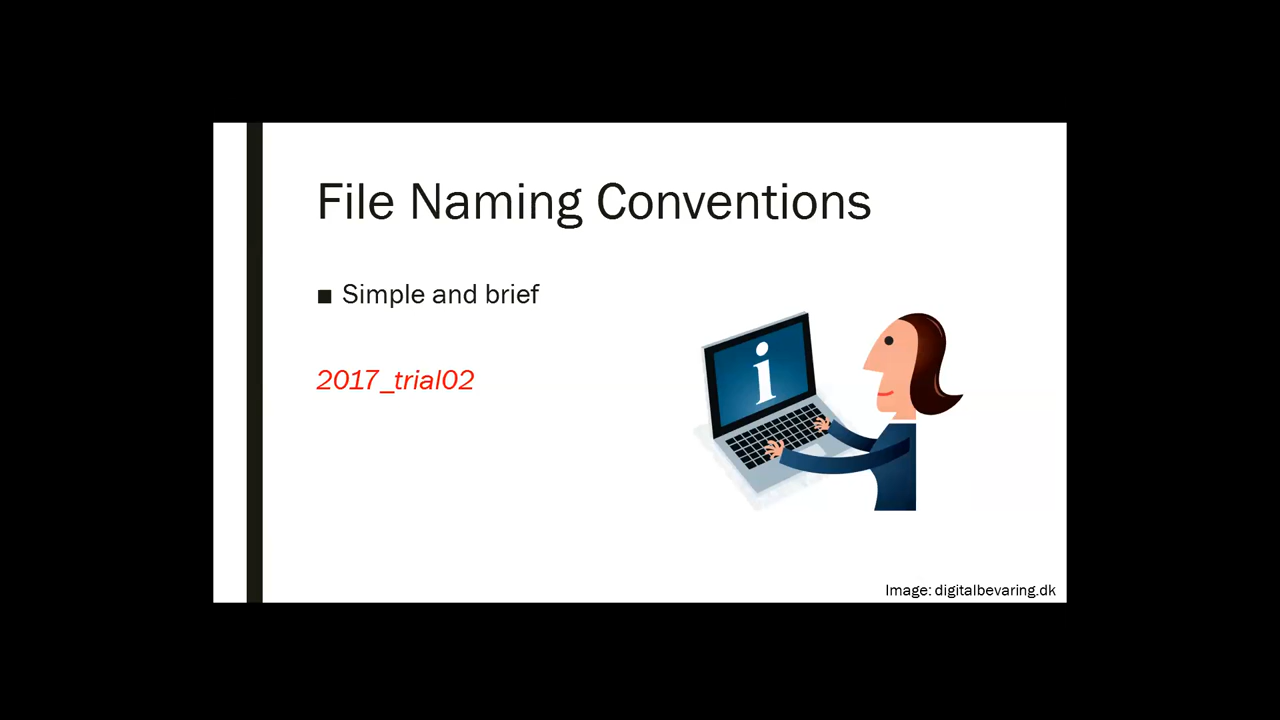 File Naming Conventions
▪ Simple and brief
2017_trial02
i
Image: digitalbevaring.dk